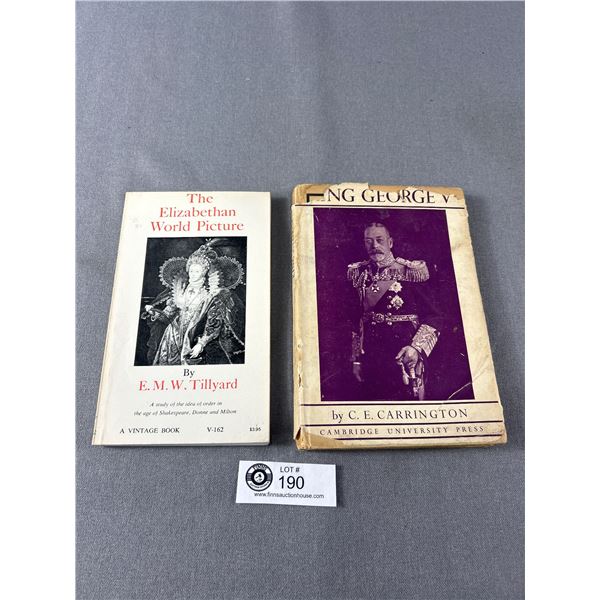 The
Elizabethan
World Picture
By
E. M. W. Tillyard
A study of the idea of order in
the age of Shakespeare, Donne and Milton
A VINTAGE BOOK V-162 $3.95
NG GEORGE V
by C. E. CARRINGTON
CAMBRIDGE UNIVERSITY PRESS
LOT #
190
www.finnsauctionhouse.com